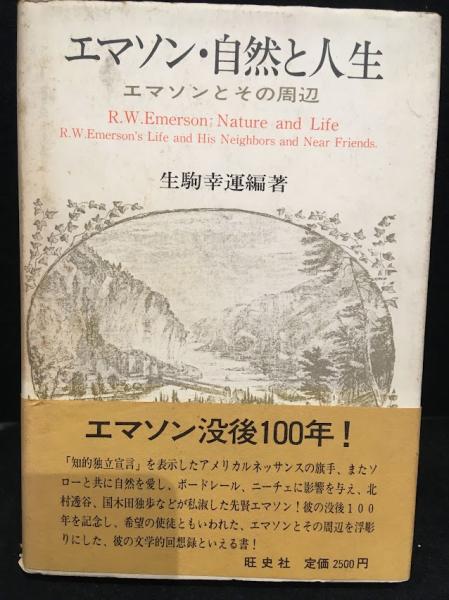 エマソン・自然と人生
エマソンとその周辺
R.W.Emerson; Nature and Life
R.W.Emerson's Life and His Neighbors and Near Friends.
生駒幸運編著
エマソン没後100年！
「知的独立宣言」を表示したアメリカルネッサンスの旗手、またソ
ローと共に自然を愛し、ボードレール、ニーチェに影響を与え、北
村透谷、国木田独歩などが私淑した先賢エマソン！彼の没後１００
年を記念し、希望の使徒ともいわれた、エマソンとその周辺を浮彫
りにした、彼の文学的回想録といえる書！
旺史社 定価2500円